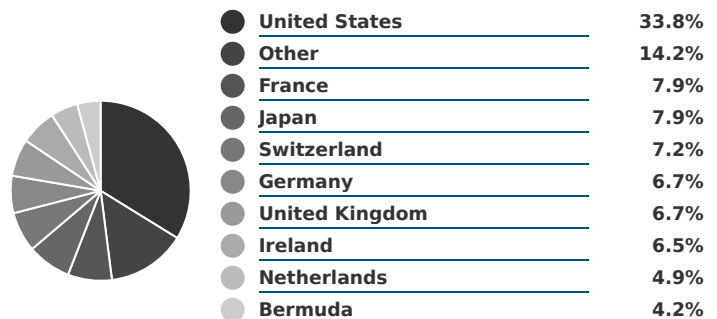 United States 33.8%
Other 14.2%
France 7.9%
Japan 7.9%
Switzerland 7.2%
Germany 6.7%
United Kingdom 6.7%
Ireland 6.5%
Netherlands 4.9%
Bermuda 4.2%